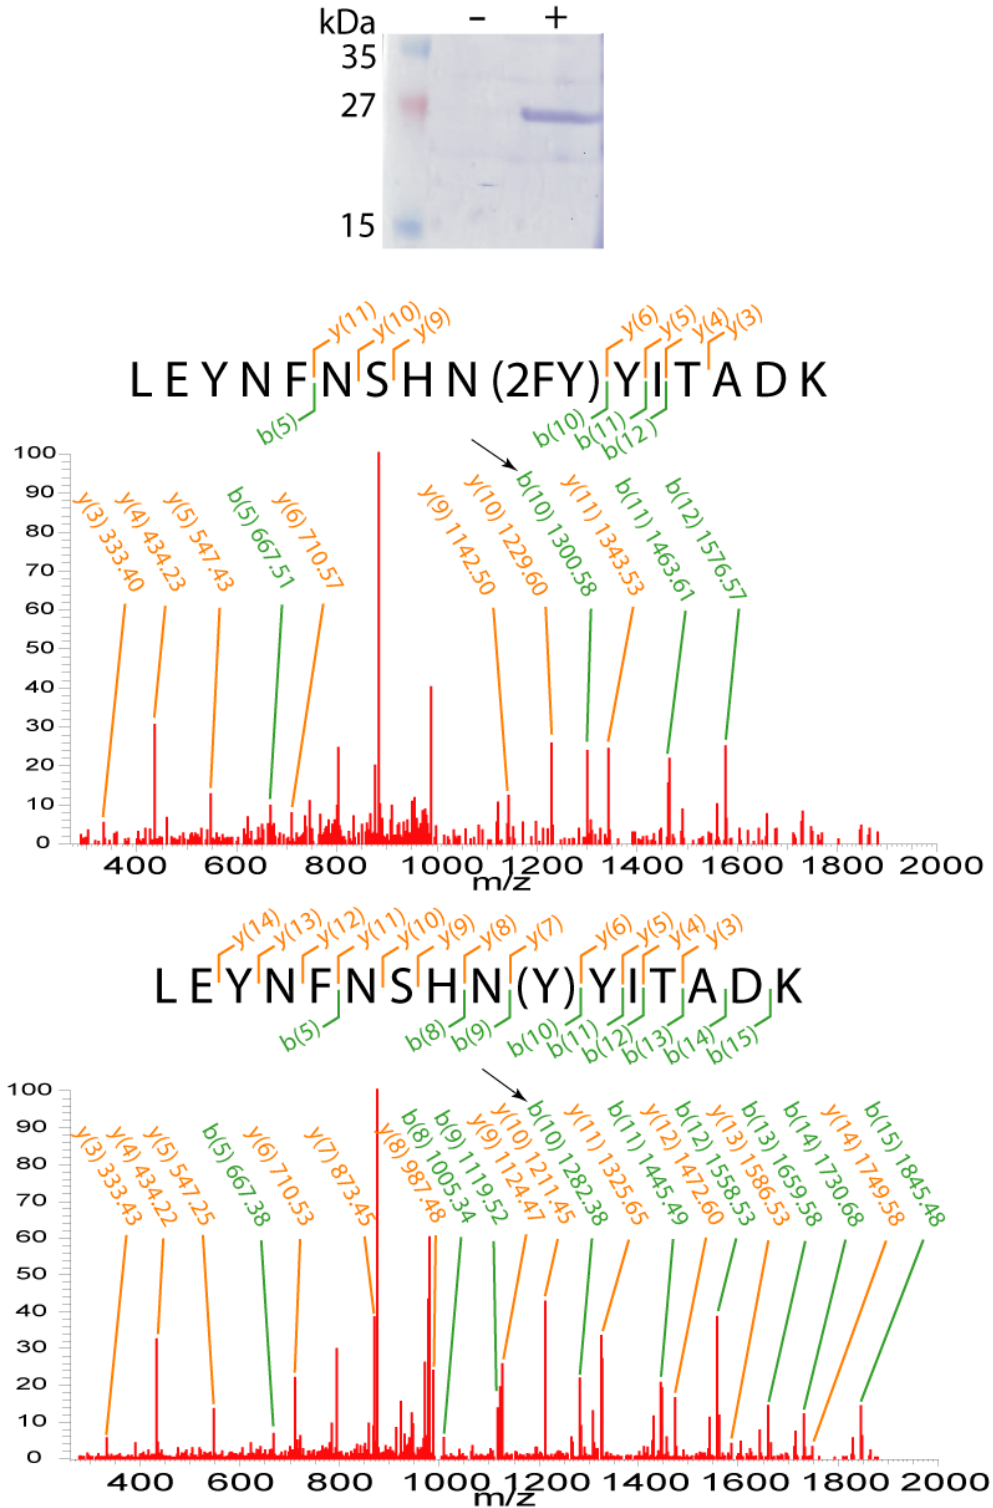 kDa - +
35
27
15
y(11) y(10) y(9) y(6) y(5) y(4) y(3)
L E Y N F N S H N (2FY) Y I T A D K
b(5) b(10) b(11) b(12)
y(3) 333.40 y(4) 434.23 y(5) 547.43 b(5) 667.51 y(6) 710.57 y(9) 1142.50 y(10) 1229.60 b(10) 1300.58 y(11) 1343.53 b(11) 1463.61 b(12) 1576.57
100
90
80
70
60
50
40
30
20
10
0
400 600 800 1000 1200 1400 1600 1800 2000
m/z
y(14) y(13) y(12) y(11) y(10) y(9) y(8) y(7) y(6) y(5) y(4) y(3)
L E Y N F N S H N (Y) Y I T A D K
b(5) b(8) b(9) b(10) b(11) b(12) b(13) b(14) b(15)
y(3) 333.43 y(4) 434.22 y(5) 547.25 b(5) 667.38 y(6) 710.53 y(7) 873.45 y(8) 987.48 b(8) 1005.34 b(9) 1119.52 y(9) 1124.47 y(10) 1211.45 b(10) 1282.38 y(11) 1325.65 b(11) 1445.49 y(12) 1472.60 b(12) 1558.53 y(13) 1586.53 b(13) 1659.58 b(14) 1730.68 y(14) 1749.58 b(15) 1845.48
100
90
80
70
60
50
40
30
20
10
0
400 600 800 1000 1200 1400 1600 1800 2000
m/z